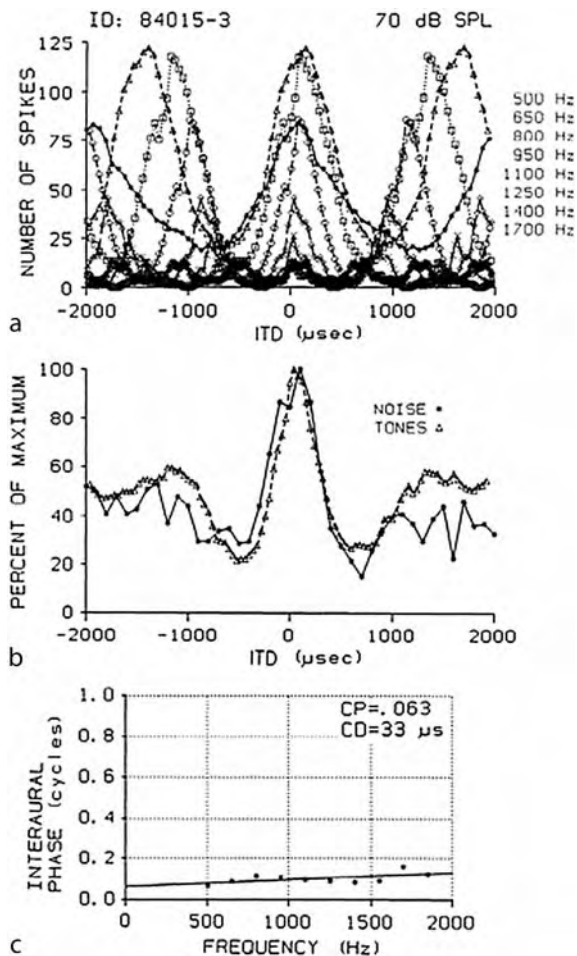 ID: 84015-3 70 dB SPL
NUMBER OF SPIKES
125
100
75
50
25
0
500 Hz
650 Hz
800 Hz
950 Hz
1100 Hz
1250 Hz
1400 Hz
1700 Hz
-2000 -1000 0 1000 2000
ITD (μsec)
a
PERCENT OF MAXIMUM
100
80
60
40
20
0
NOISE
TONES
-2000 -1000 0 1000 2000
ITD (μsec)
b
INTERAURAL
PHASE (cycles)
1.0
0.8
0.6
0.4
0.2
0.0
CP=.063
CD=33 μs
0 500 1000 1500 2000
FREQUENCY (Hz)
c